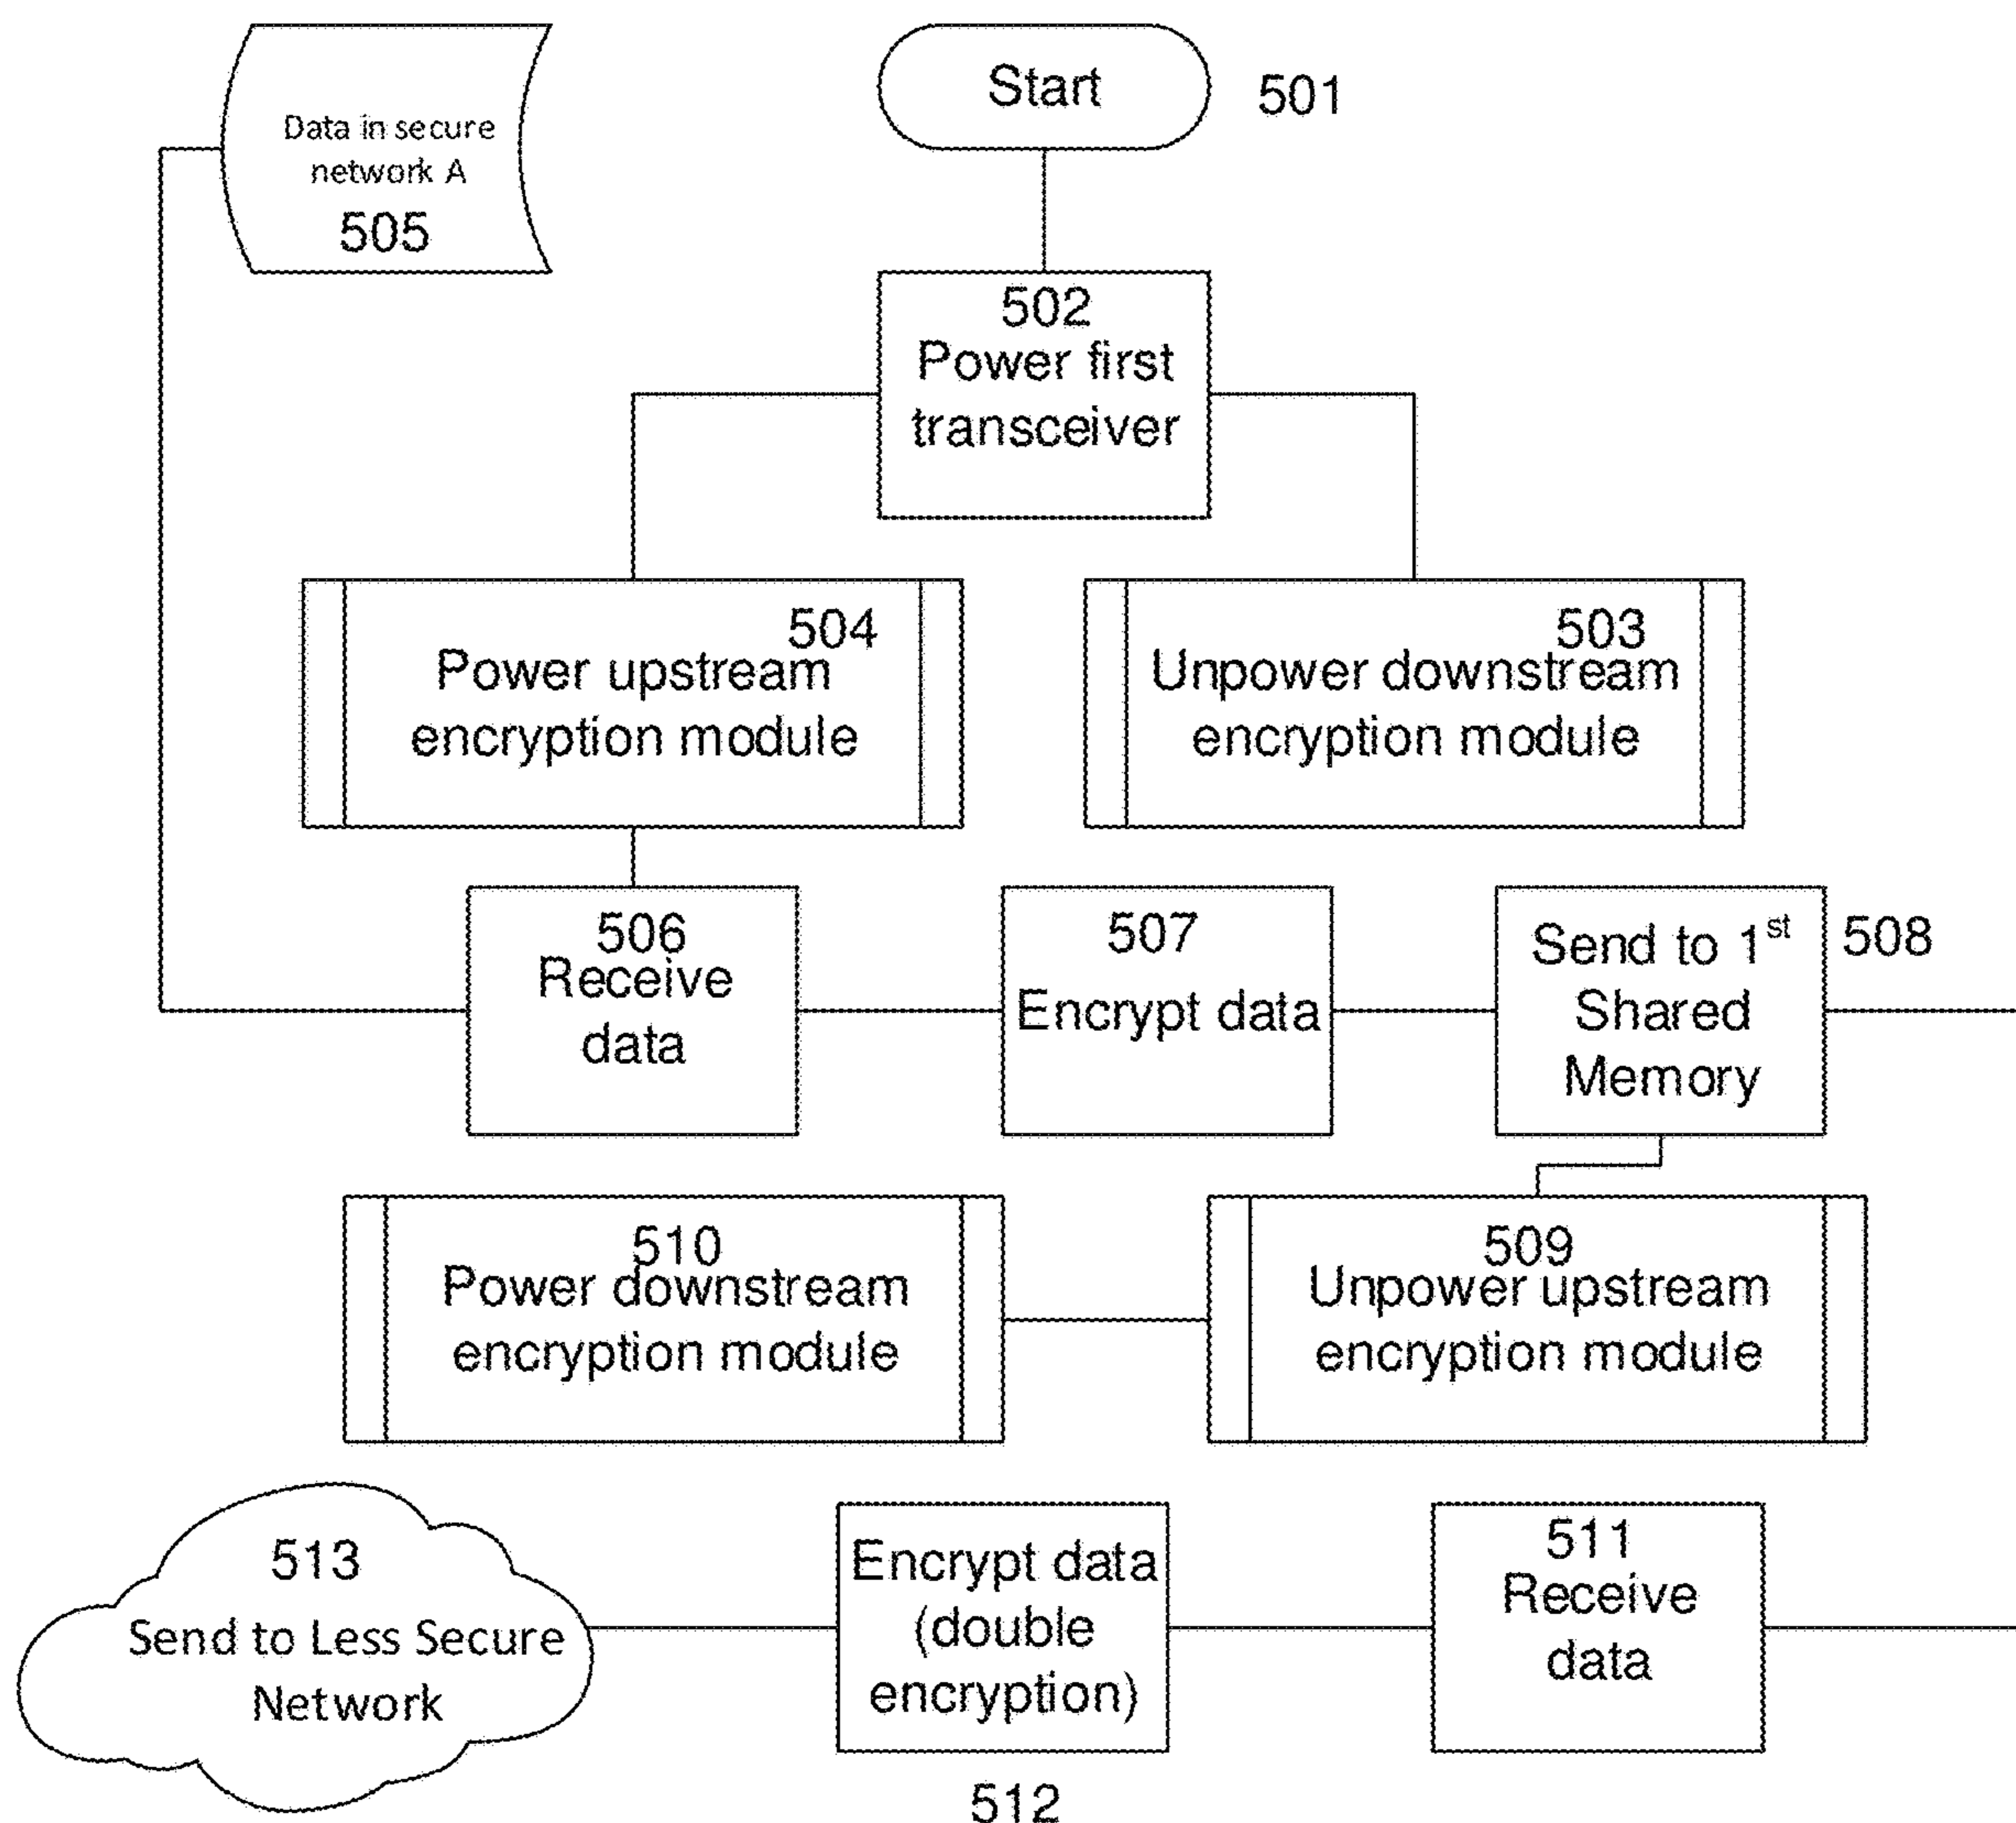 Start
501
Data in secure
network A
505
502
Power first
transceiver
504
Power upstream
encryption module
503
Unpower downstream
encryption module
506
Receive
data
507
Encrypt data
Send to 1st
Shared
Memory
508
510
Power downstream
encryption module
509
Unpower upstream
encryption module
513
Send to Less Secure
Network
Encrypt data
(double
encryption)
512
511
Receive
data